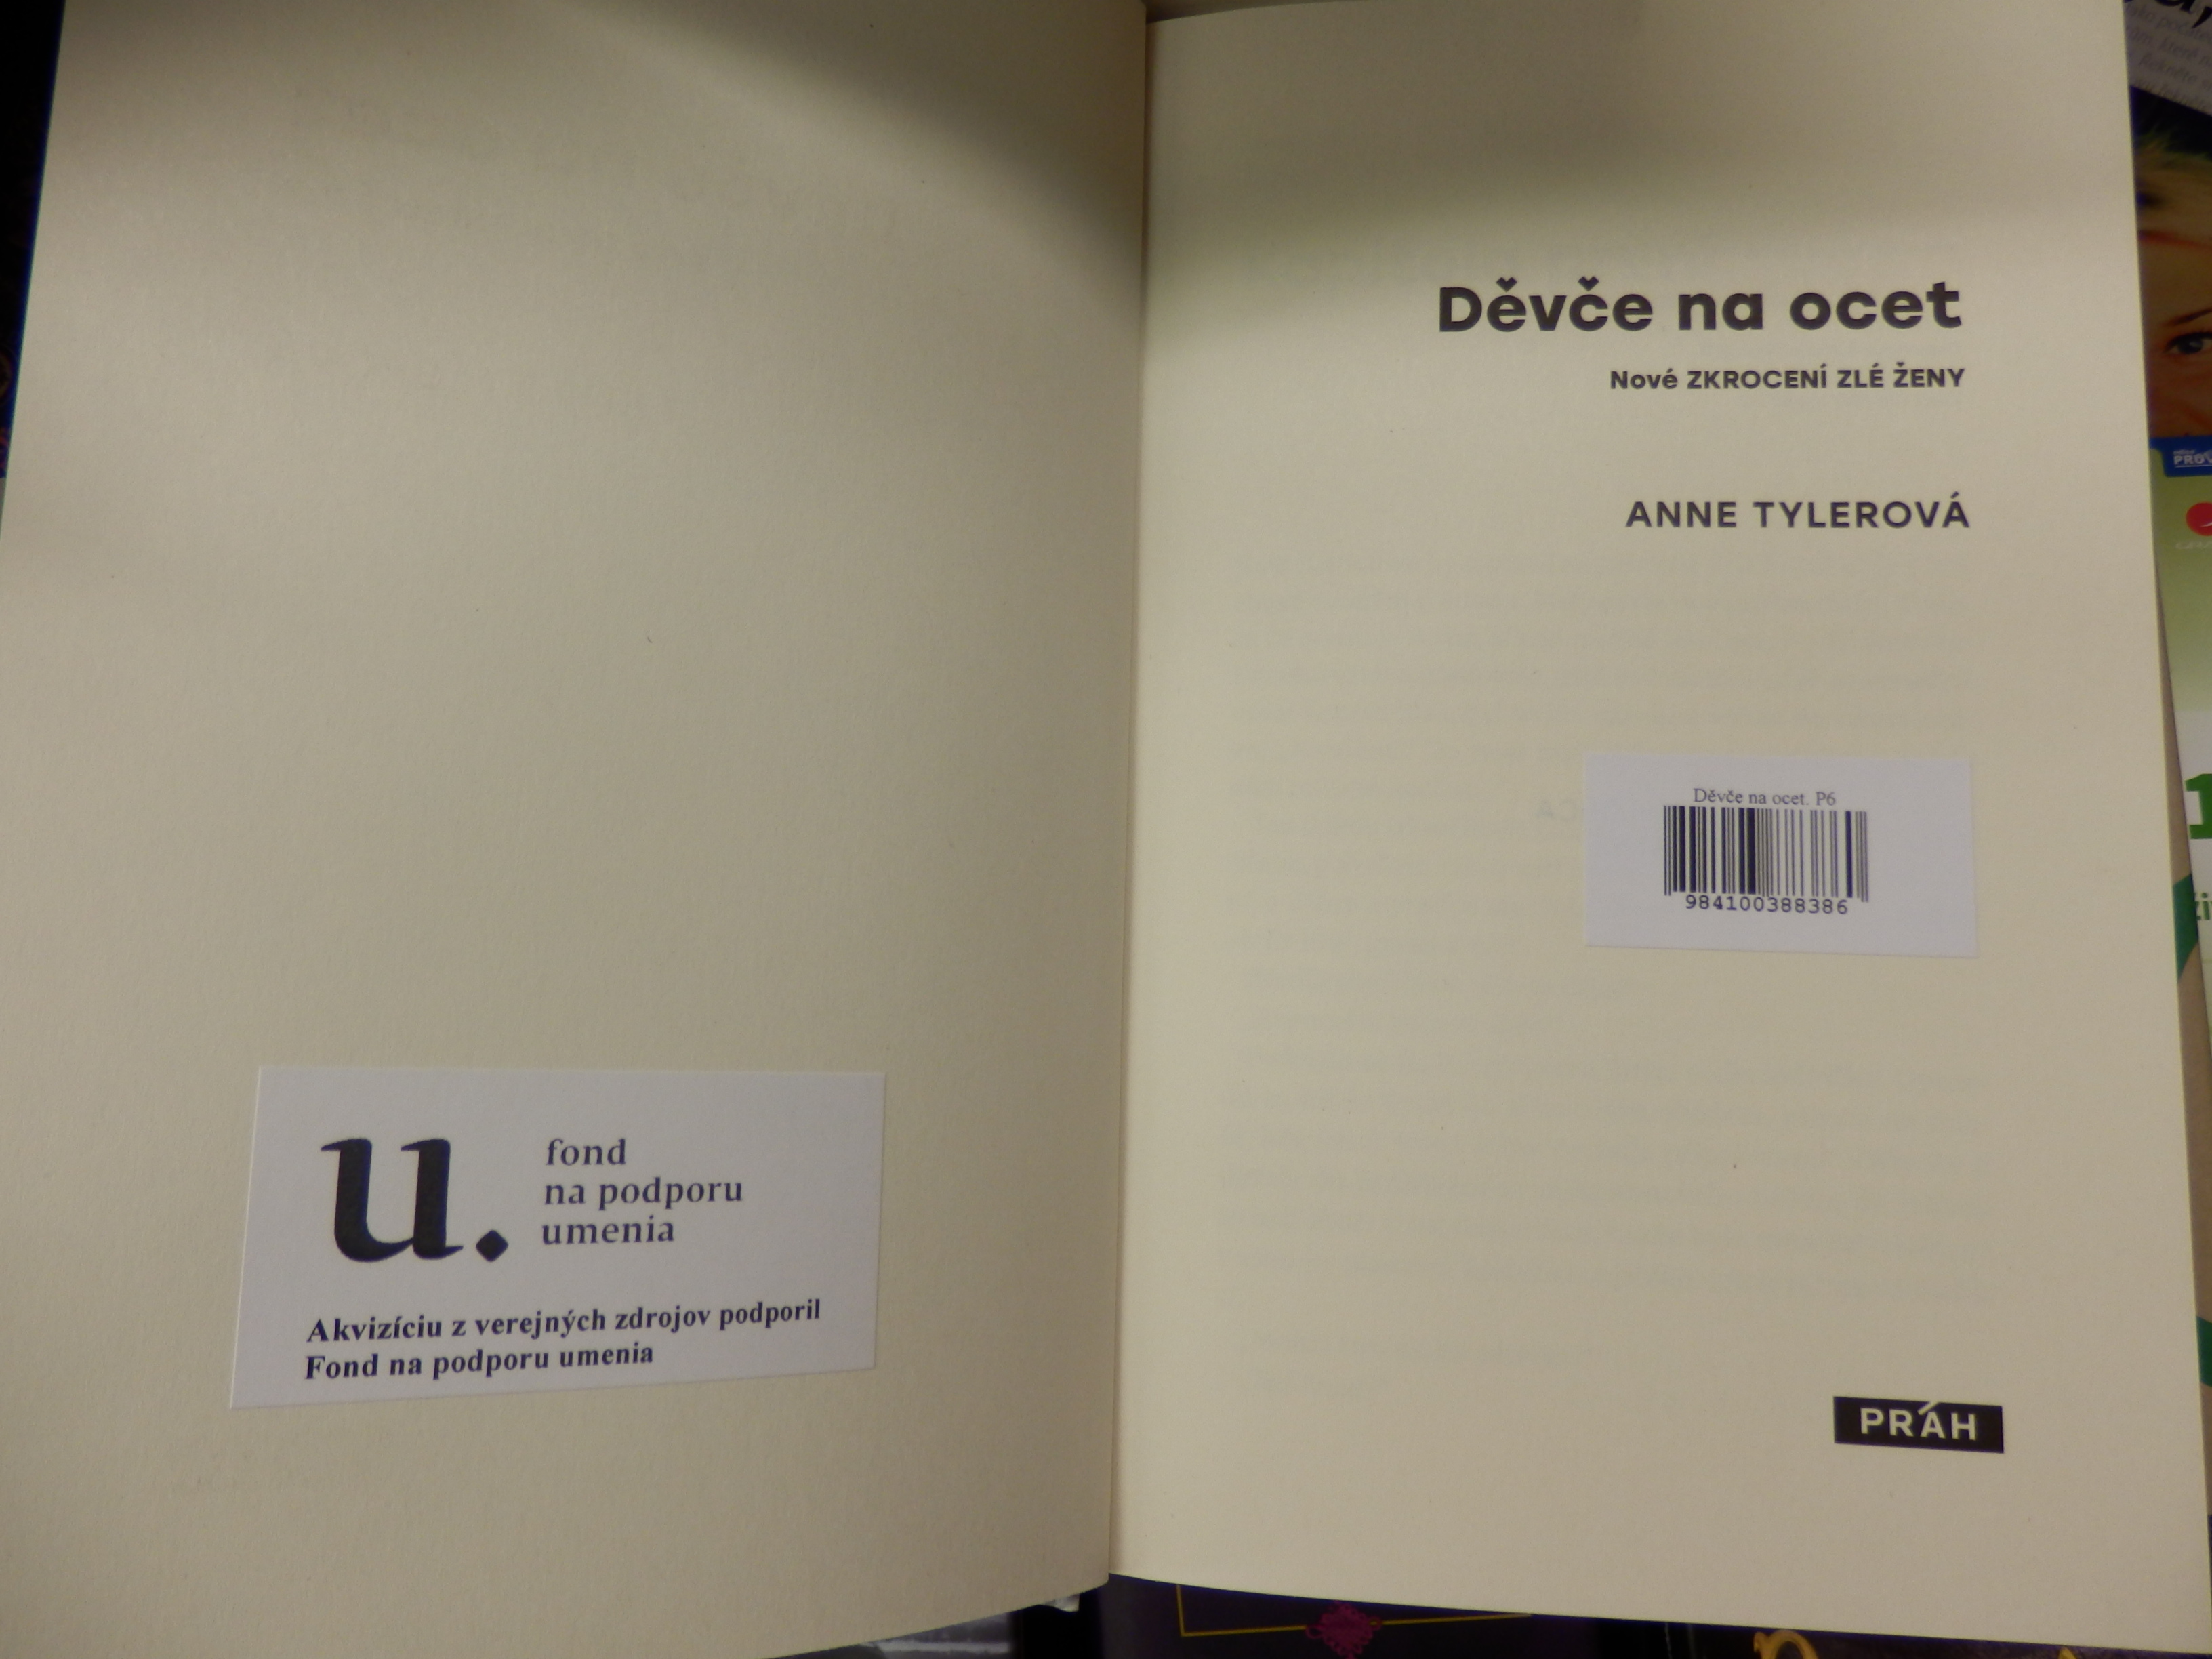 u.
fond
na podporu
umenia
Akvizíciu z verejných zdrojov podporil
Fond na podporu umenia
Děvče na ocet
Nové ZKROCENÍ ZLÉ ŽENY
ANNE TYLEROVÁ
Děvče na ocet. P6
984100388386
PRÁH